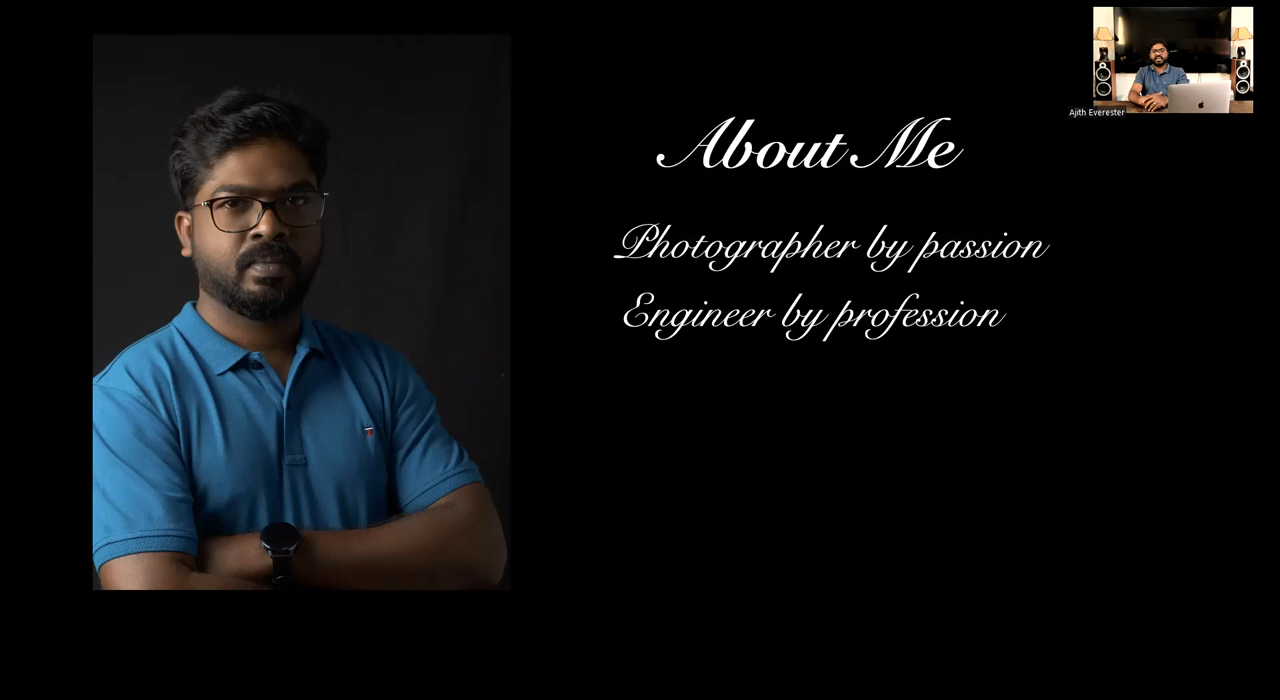 Ajith Everester
About Me
Photographer by passion
Engineer by profession